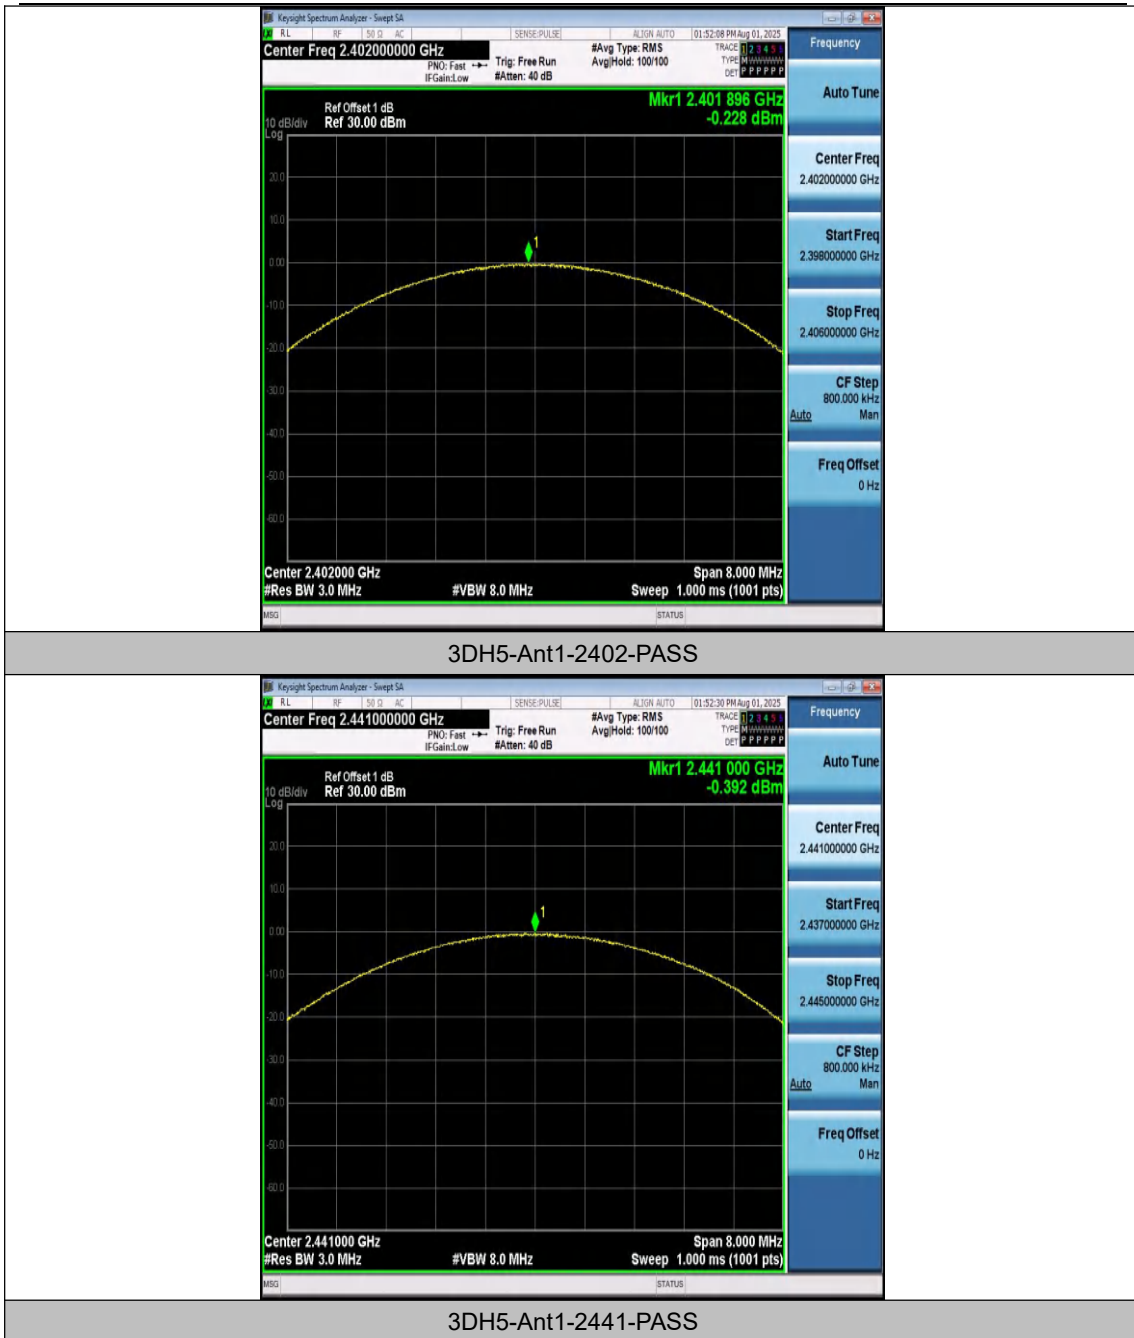 Keysight Spectrum Analyzer - Swept SA
RL RF 50 Ω AC SENSE:PULSE ALIGN AUTO 01:52:08 PM Aug 01, 2025
Center Freq 2.402000000 GHz
PNO: Fast
IFGain:Low
Trig: Free Run
#Atten: 40 dB
#Avg Type: RMS
Avg|Hold: 100/100
TRACE 1 2 3 4 5 6
TYPE M W W W W W
DET P P P P P P
Mkr1 2.401 896 GHz
-0.228 dBm
Ref Offset 1 dB
10 dB/div Ref 30.00 dBm
Log
20.0
10.0
0.00
-10.0
-20.0
-30.0
-40.0
-50.0
-60.0
1
Center 2.402000 GHz Span 8.000 MHz
#Res BW 3.0 MHz #VBW 8.0 MHz Sweep 1.000 ms (1001 pts)
MSG STATUS
Frequency
Auto Tune
Center Freq
2.402000000 GHz
Start Freq
2.398000000 GHz
Stop Freq
2.406000000 GHz
CF Step
800.000 kHz
Auto Man
Freq Offset
0 Hz
3DH5-Ant1-2402-PASS
Keysight Spectrum Analyzer - Swept SA
RL RF 50 Ω AC SENSE:PULSE ALIGN AUTO 01:52:30 PM Aug 01, 2025
Center Freq 2.441000000 GHz
PNO: Fast
IFGain:Low
Trig: Free Run
#Atten: 40 dB
#Avg Type: RMS
Avg|Hold: 100/100
TRACE 1 2 3 4 5 6
TYPE M W W W W W
DET P P P P P P
Mkr1 2.441 000 GHz
-0.392 dBm
Ref Offset 1 dB
10 dB/div Ref 30.00 dBm
Log
20.0
10.0
0.00
-10.0
-20.0
-30.0
-40.0
-50.0
-60.0
1
Center 2.441000 GHz Span 8.000 MHz
#Res BW 3.0 MHz #VBW 8.0 MHz Sweep 1.000 ms (1001 pts)
MSG STATUS
Frequency
Auto Tune
Center Freq
2.441000000 GHz
Start Freq
2.437000000 GHz
Stop Freq
2.445000000 GHz
CF Step
800.000 kHz
Auto Man
Freq Offset
0 Hz
3DH5-Ant1-2441-PASS